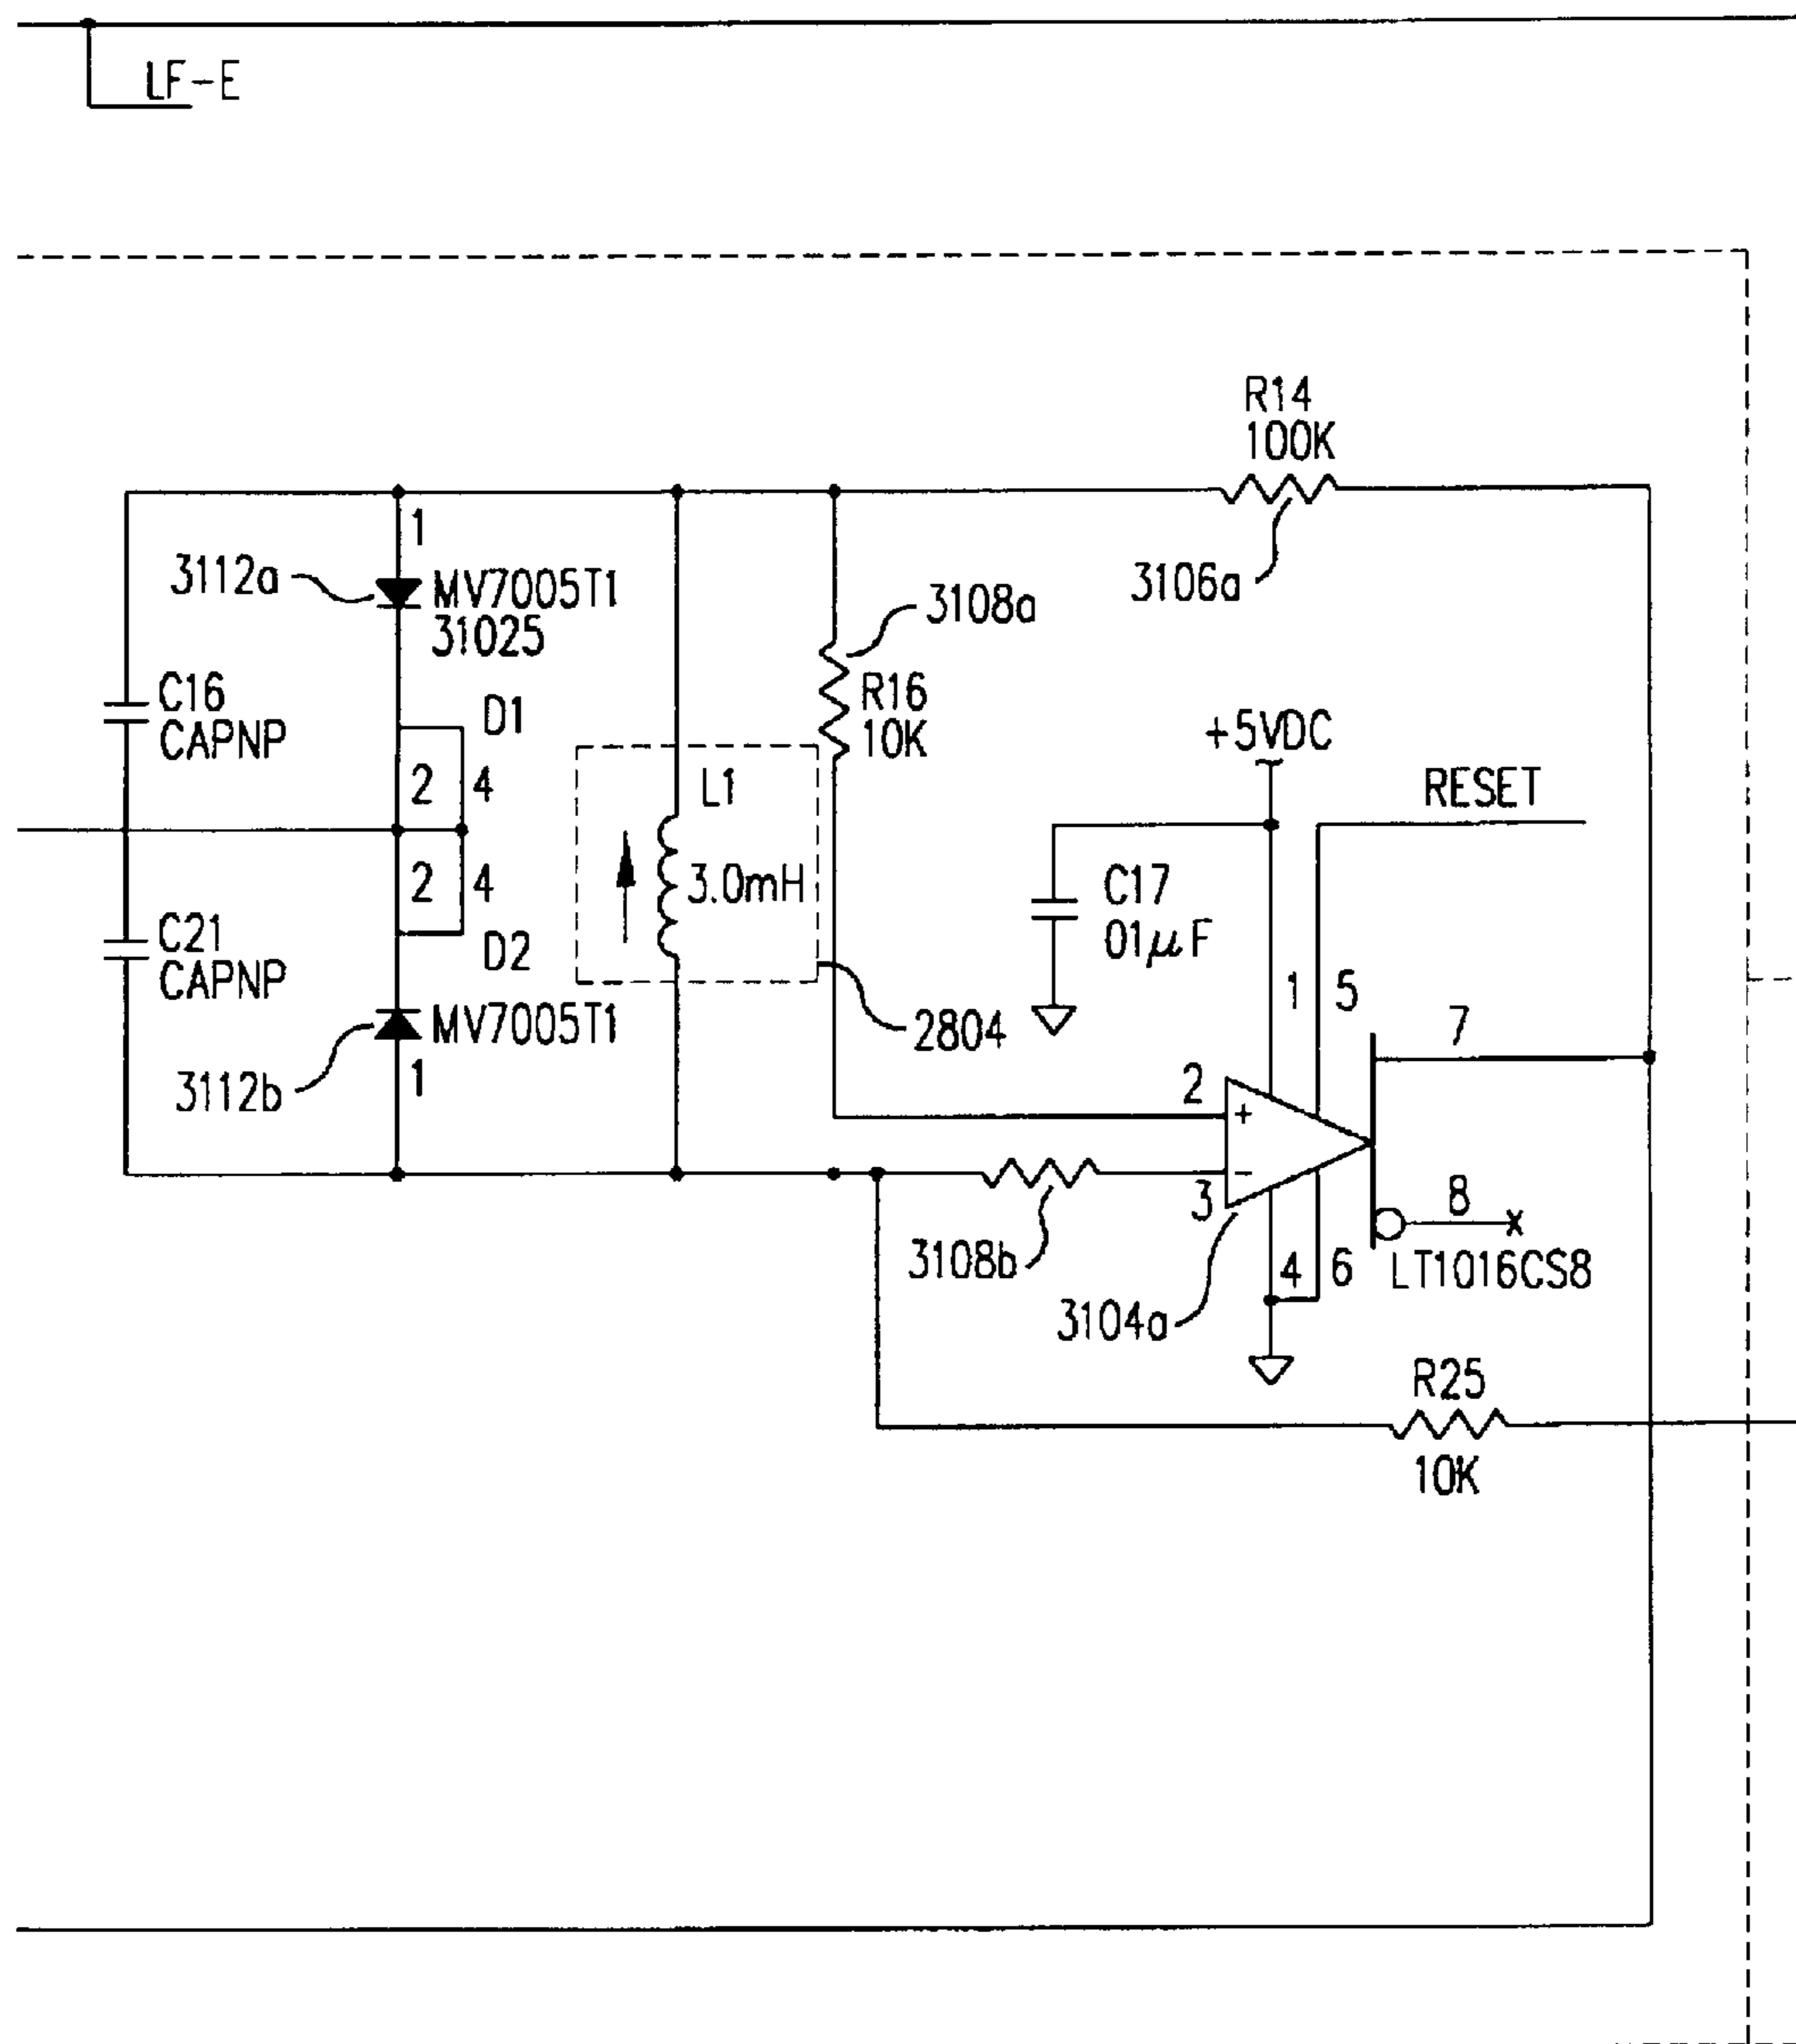 LF-E
R14
100K
1
3112a
MV7005T1
31025
3106a
3108a
C16
CAPNP
D1
R16
10K
+5VDC
2
4
L1
RESET
2
4
3.0mH
C17
01µF
C21
CAPNP
D2
1
5
3112b
MV7005T1
2804
7
1
2
+
-
3
8
3108b
4
6
LT1016CS8
3104a
R25
10K